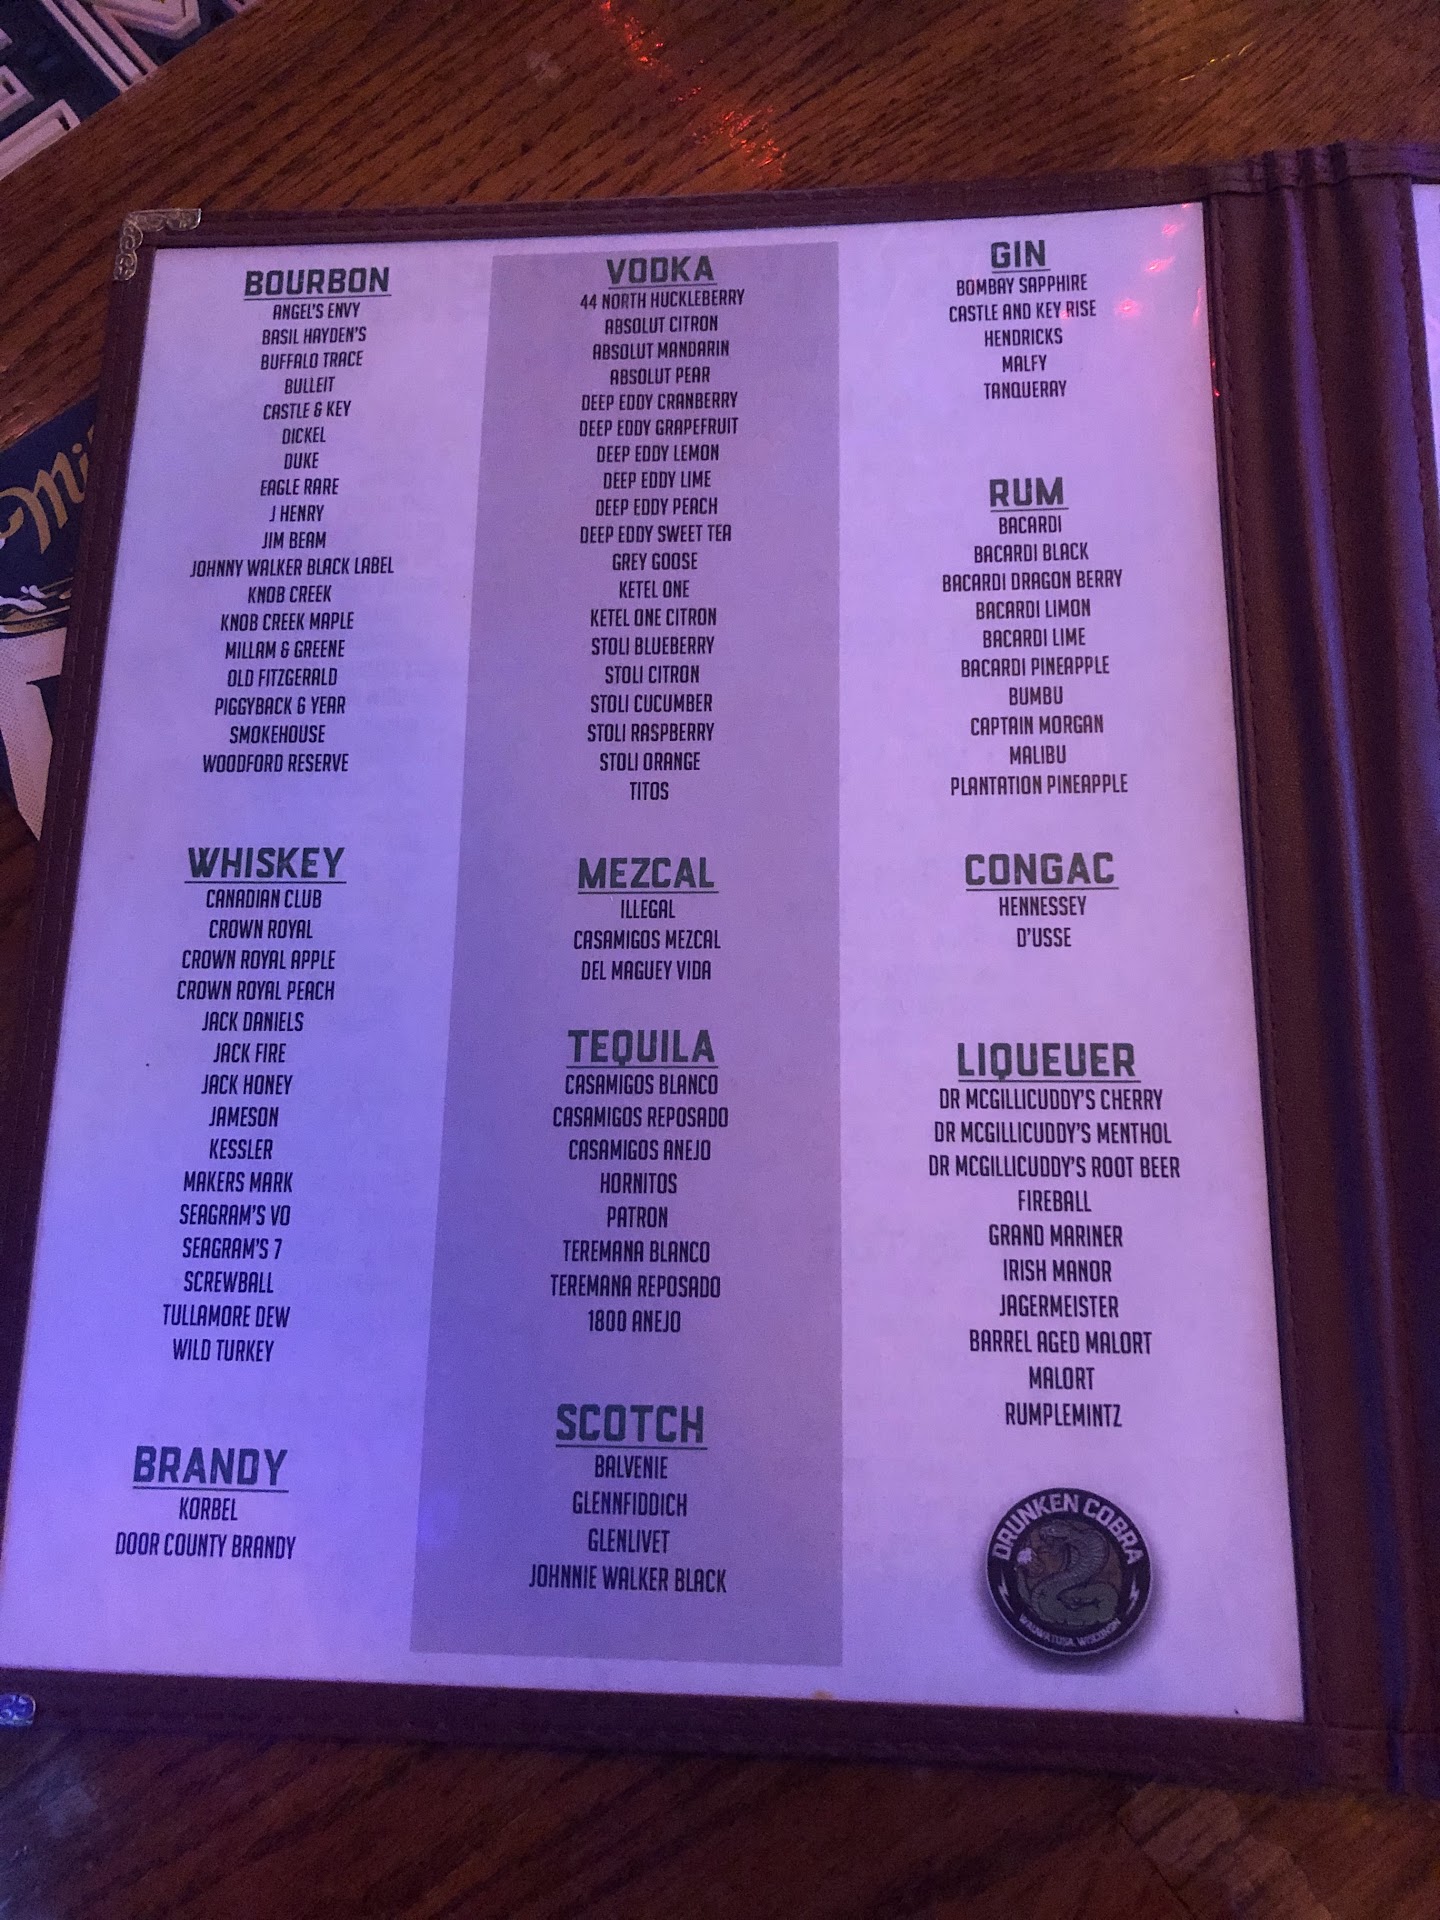 BOURBON
ANGEL'S ENVY
BASIL HAYDEN'S
BUFFALO TRACE
BULLEIT
CASTLE & KEY
DICKEL
DUKE
EAGLE RARE
J HENRY
JIM BEAM
JOHNNY WALKER BLACK LABEL
KNOB CREEK
KNOB CREEK MAPLE
MILLAM & GREENE
OLD FITZGERALD
PIGGYBACK 6 YEAR
SMOKEHOUSE
WOODFORD RESERVE
WHISKEY
CANADIAN CLUB
CROWN ROYAL
CROWN ROYAL APPLE
CROWN ROYAL PEACH
JACK DANIELS
JACK FIRE
JACK HONEY
JAMESON
KESSLER
MAKERS MARK
SEAGRAM'S VO
SEAGRAM'S 7
SCREWBALL
TULLAMORE DEW
WILD TURKEY
BRANDY
KORBEL
DOOR COUNTY BRANDY
VODKA
44 NORTH HUCKLEBERRY
ABSOLUT CITRON
ABSOLUT MANDARIN
ABSOLUT PEAR
DEEP EDDY CRANBERRY
DEEP EDDY GRAPEFRUIT
DEEP EDDY LEMON
DEEP EDDY LIME
DEEP EDDY PEACH
DEEP EDDY SWEET TEA
GREY GOOSE
KETEL ONE
KETEL ONE CITRON
STOLI BLUEBERRY
STOLI CITRON
STOLI CUCUMBER
STOLI RASPBERRY
STOLI ORANGE
TITOS
MEZCAL
ILLEGAL
CASAMIGOS MEZCAL
DEL MAGUEY VIDA
TEQUILA
CASAMIGOS BLANCO
CASAMIGOS REPOSADO
CASAMIGOS ANEJO
HORNITOS
PATRON
TEREMANA BLANCO
TEREMANA REPOSADO
1800 ANEJO
SCOTCH
BALVENIE
GLENNFIDDICH
GLENLIVET
JOHNNIE WALKER BLACK
GIN
BOMBAY SAPPHIRE
CASTLE AND KEY RISE
HENDRICKS
MALFY
TANQUERAY
RUM
BACARDI
BACARDI BLACK
BACARDI DRAGON BERRY
BACARDI LIMON
BACARDI LIME
BACARDI PINEAPPLE
BUMBU
CAPTAIN MORGAN
MALIBU
PLANTATION PINEAPPLE
CONGAC
HENNESSEY
D'USSE
LIQUEUER
DR MCGILLICUDDY'S CHERRY
DR MCGILLICUDDY'S MENTHOL
DR MCGILLICUDDY'S ROOT BEER
FIREBALL
GRAND MARINER
IRISH MANOR
JAGERMEISTER
BARREL AGED MALORT
MALORT
RUMPLEMINTZ
DRUNKEN COBRA
WAUWATOSA, WISCONSIN